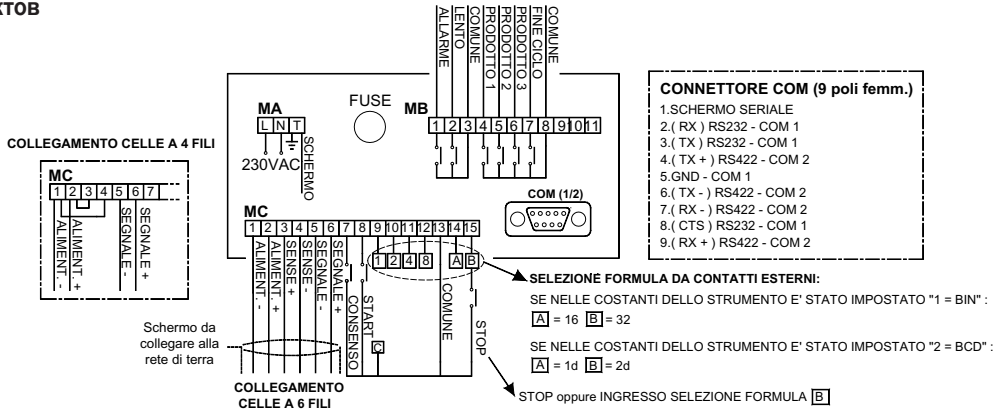 XTOB
ALLARME
LENTO
COMUNE
PRODOTTO 1
PRODOTTO 2
PRODOTTO 3
FINE CICLO
COMUNE
MA
L N T
230VAC
SCHERMO
FUSE
MB
1 2 3 4 5 6 7 8 9 10 11
COM (1/2)
CONNETTORE COM (9 poli femm.)
1.SCHERMO SERIALE
2.( RX ) RS232 - COM 1
3.( TX ) RS232 - COM 1
4.( TX + ) RS422 - COM 2
5.GND - COM 1
6.( TX - ) RS422 - COM 2
7.( RX - ) RS422 - COM 2
8.( CTS ) RS232 - COM 1
9.( RX + ) RS422 - COM 2
COLLEGAMENTO CELLE A 4 FILI
MC
1 2 3 4 5 6 7
ALIMENT. -
ALIMENT. +
SEGNALE -
SEGNALE +
MC
1 2 3 4 5 6 7 8 9 10 11 12 13 14 15
ALIMENT. -
ALIMENT. +
SENSE +
SENSE -
SEGNALE -
SEGNALE +
CONSENSO
START
C
1 2 4 8
A B
COMUNE
STOP
Schermo da
collegare alla
rete di terra
COLLEGAMENTO
CELLE A 6 FILI
SELEZIONE FORMULA DA CONTATTI ESTERNI:
SE NELLE COSTANTI DELLO STRUMENTO E' STATO IMPOSTATO "1 = BIN" :
A = 16 B = 32
SE NELLE COSTANTI DELLO STRUMENTO E' STATO IMPOSTATO "2 = BCD" :
A = 1d B = 2d
STOP oppure INGRESSO SELEZIONE FORMULA B